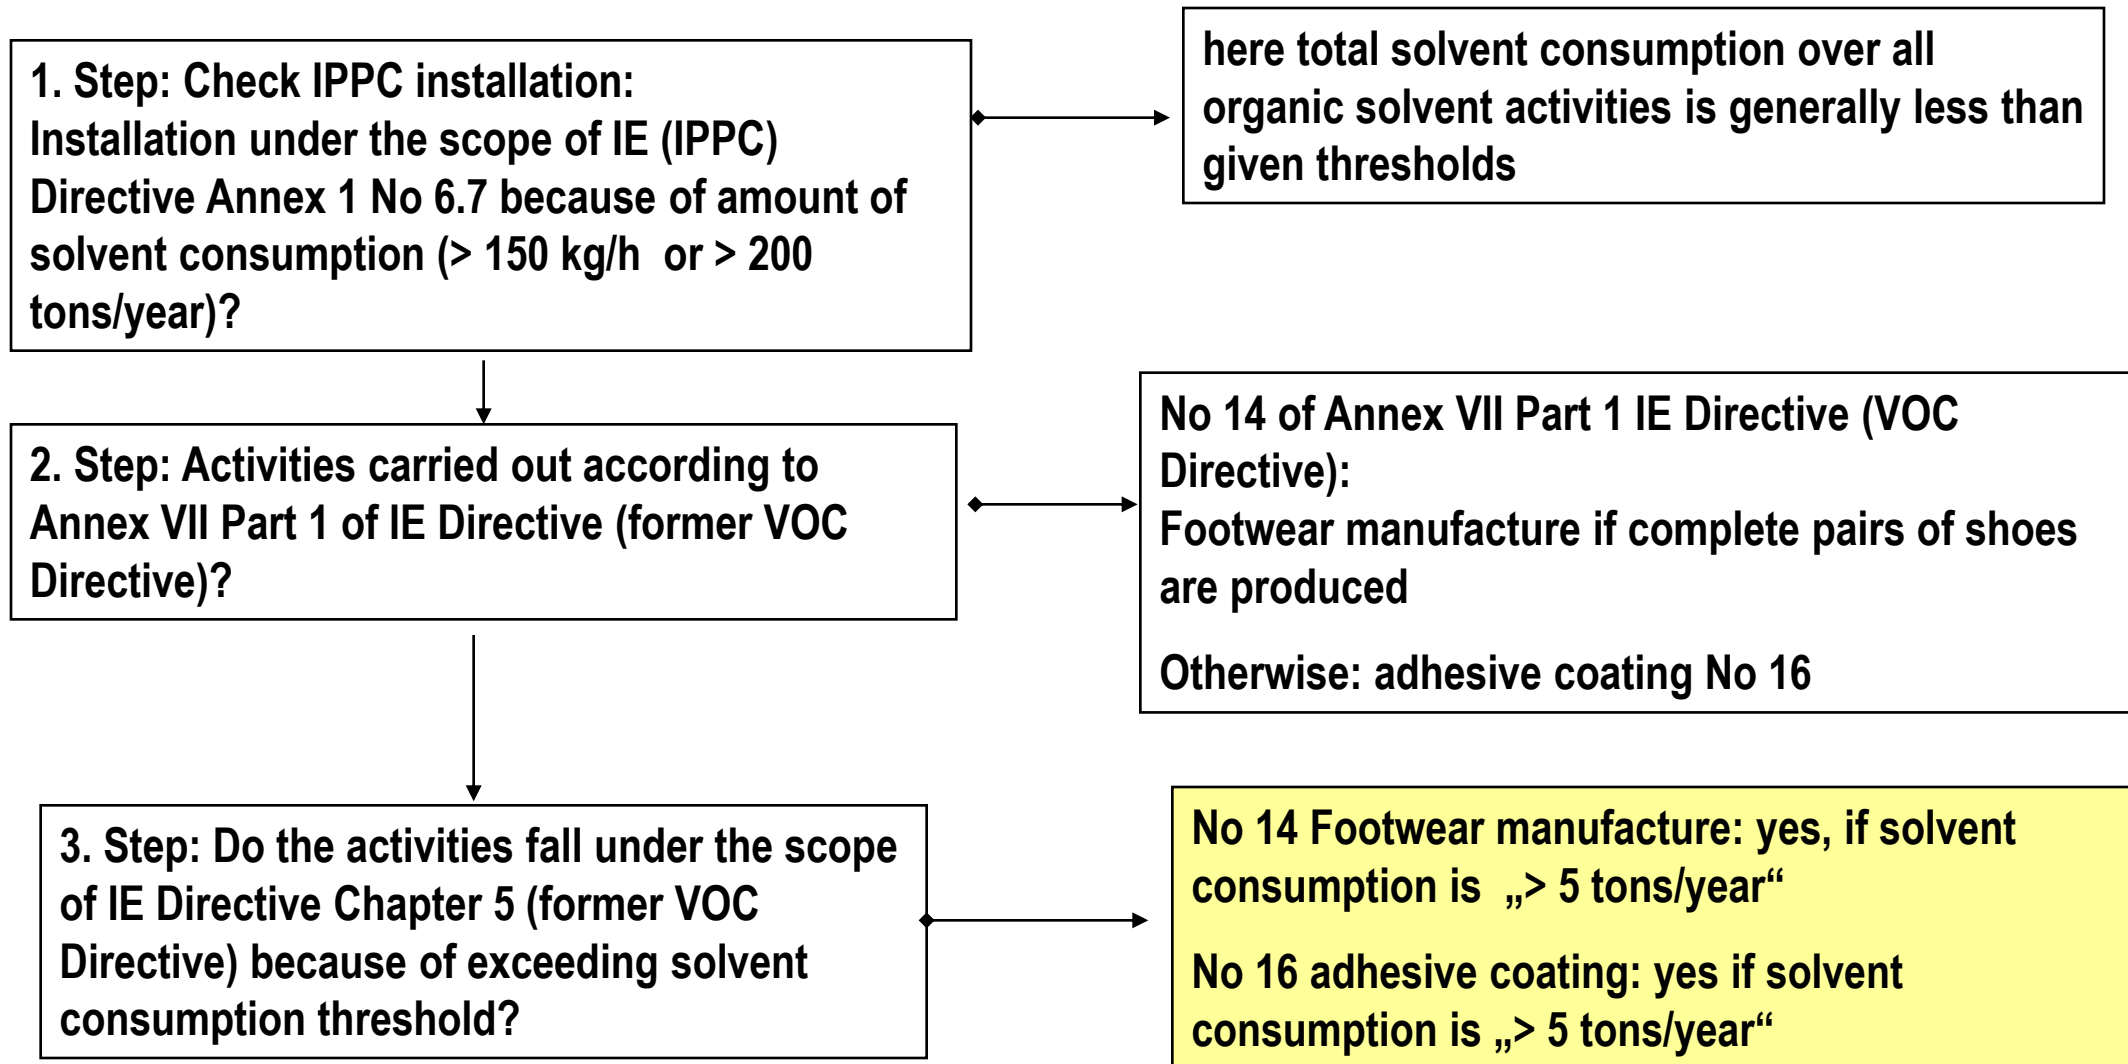 1. Step: Check IPPC installation:
Installation under the scope of IE (IPPC)
Directive Annex 1 No 6.7 because of amount of
solvent consumption (> 150 kg/h  or > 200
tons/year)?
here total solvent consumption over all
organic solvent activities is generally less than
given thresholds
2. Step: Activities carried out according to
Annex VII Part 1 of IE Directive (former VOC
Directive)?
No 14 of Annex VII Part 1 IE Directive (VOC
Directive):
Footwear manufacture if complete pairs of shoes
are produced
Otherwise: adhesive coating No 16
3. Step: Do the activities fall under the scope
of IE Directive Chapter 5 (former VOC
Directive) because of exceeding solvent
consumption threshold?
No 14 Footwear manufacture: yes, if solvent
consumption is  „> 5 tons/year“
No 16 adhesive coating: yes if solvent
consumption is „> 5 tons/year“